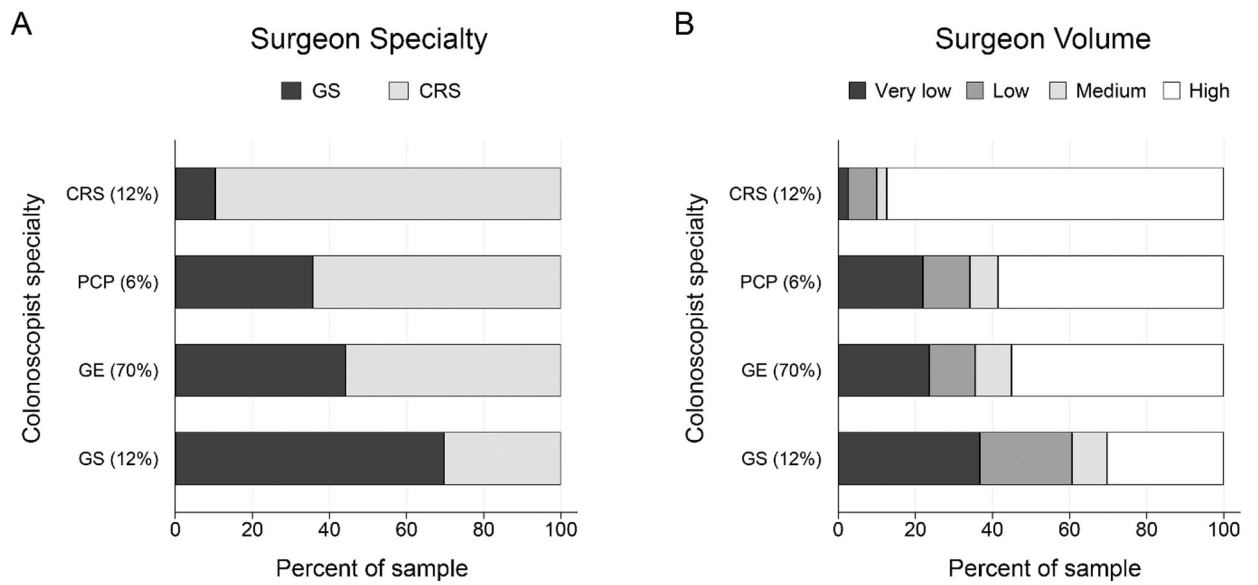 A
Surgeon Specialty
GS CRS
Colonoscopist specialty
CRS (12%)
PCP (6%)
GE (70%)
GS (12%)
0 20 40 60 80 100
Percent of sample
B
Surgeon Volume
Very low Low Medium High
Colonoscopist specialty
CRS (12%)
PCP (6%)
GE (70%)
GS (12%)
0 20 40 60 80 100
Percent of sample